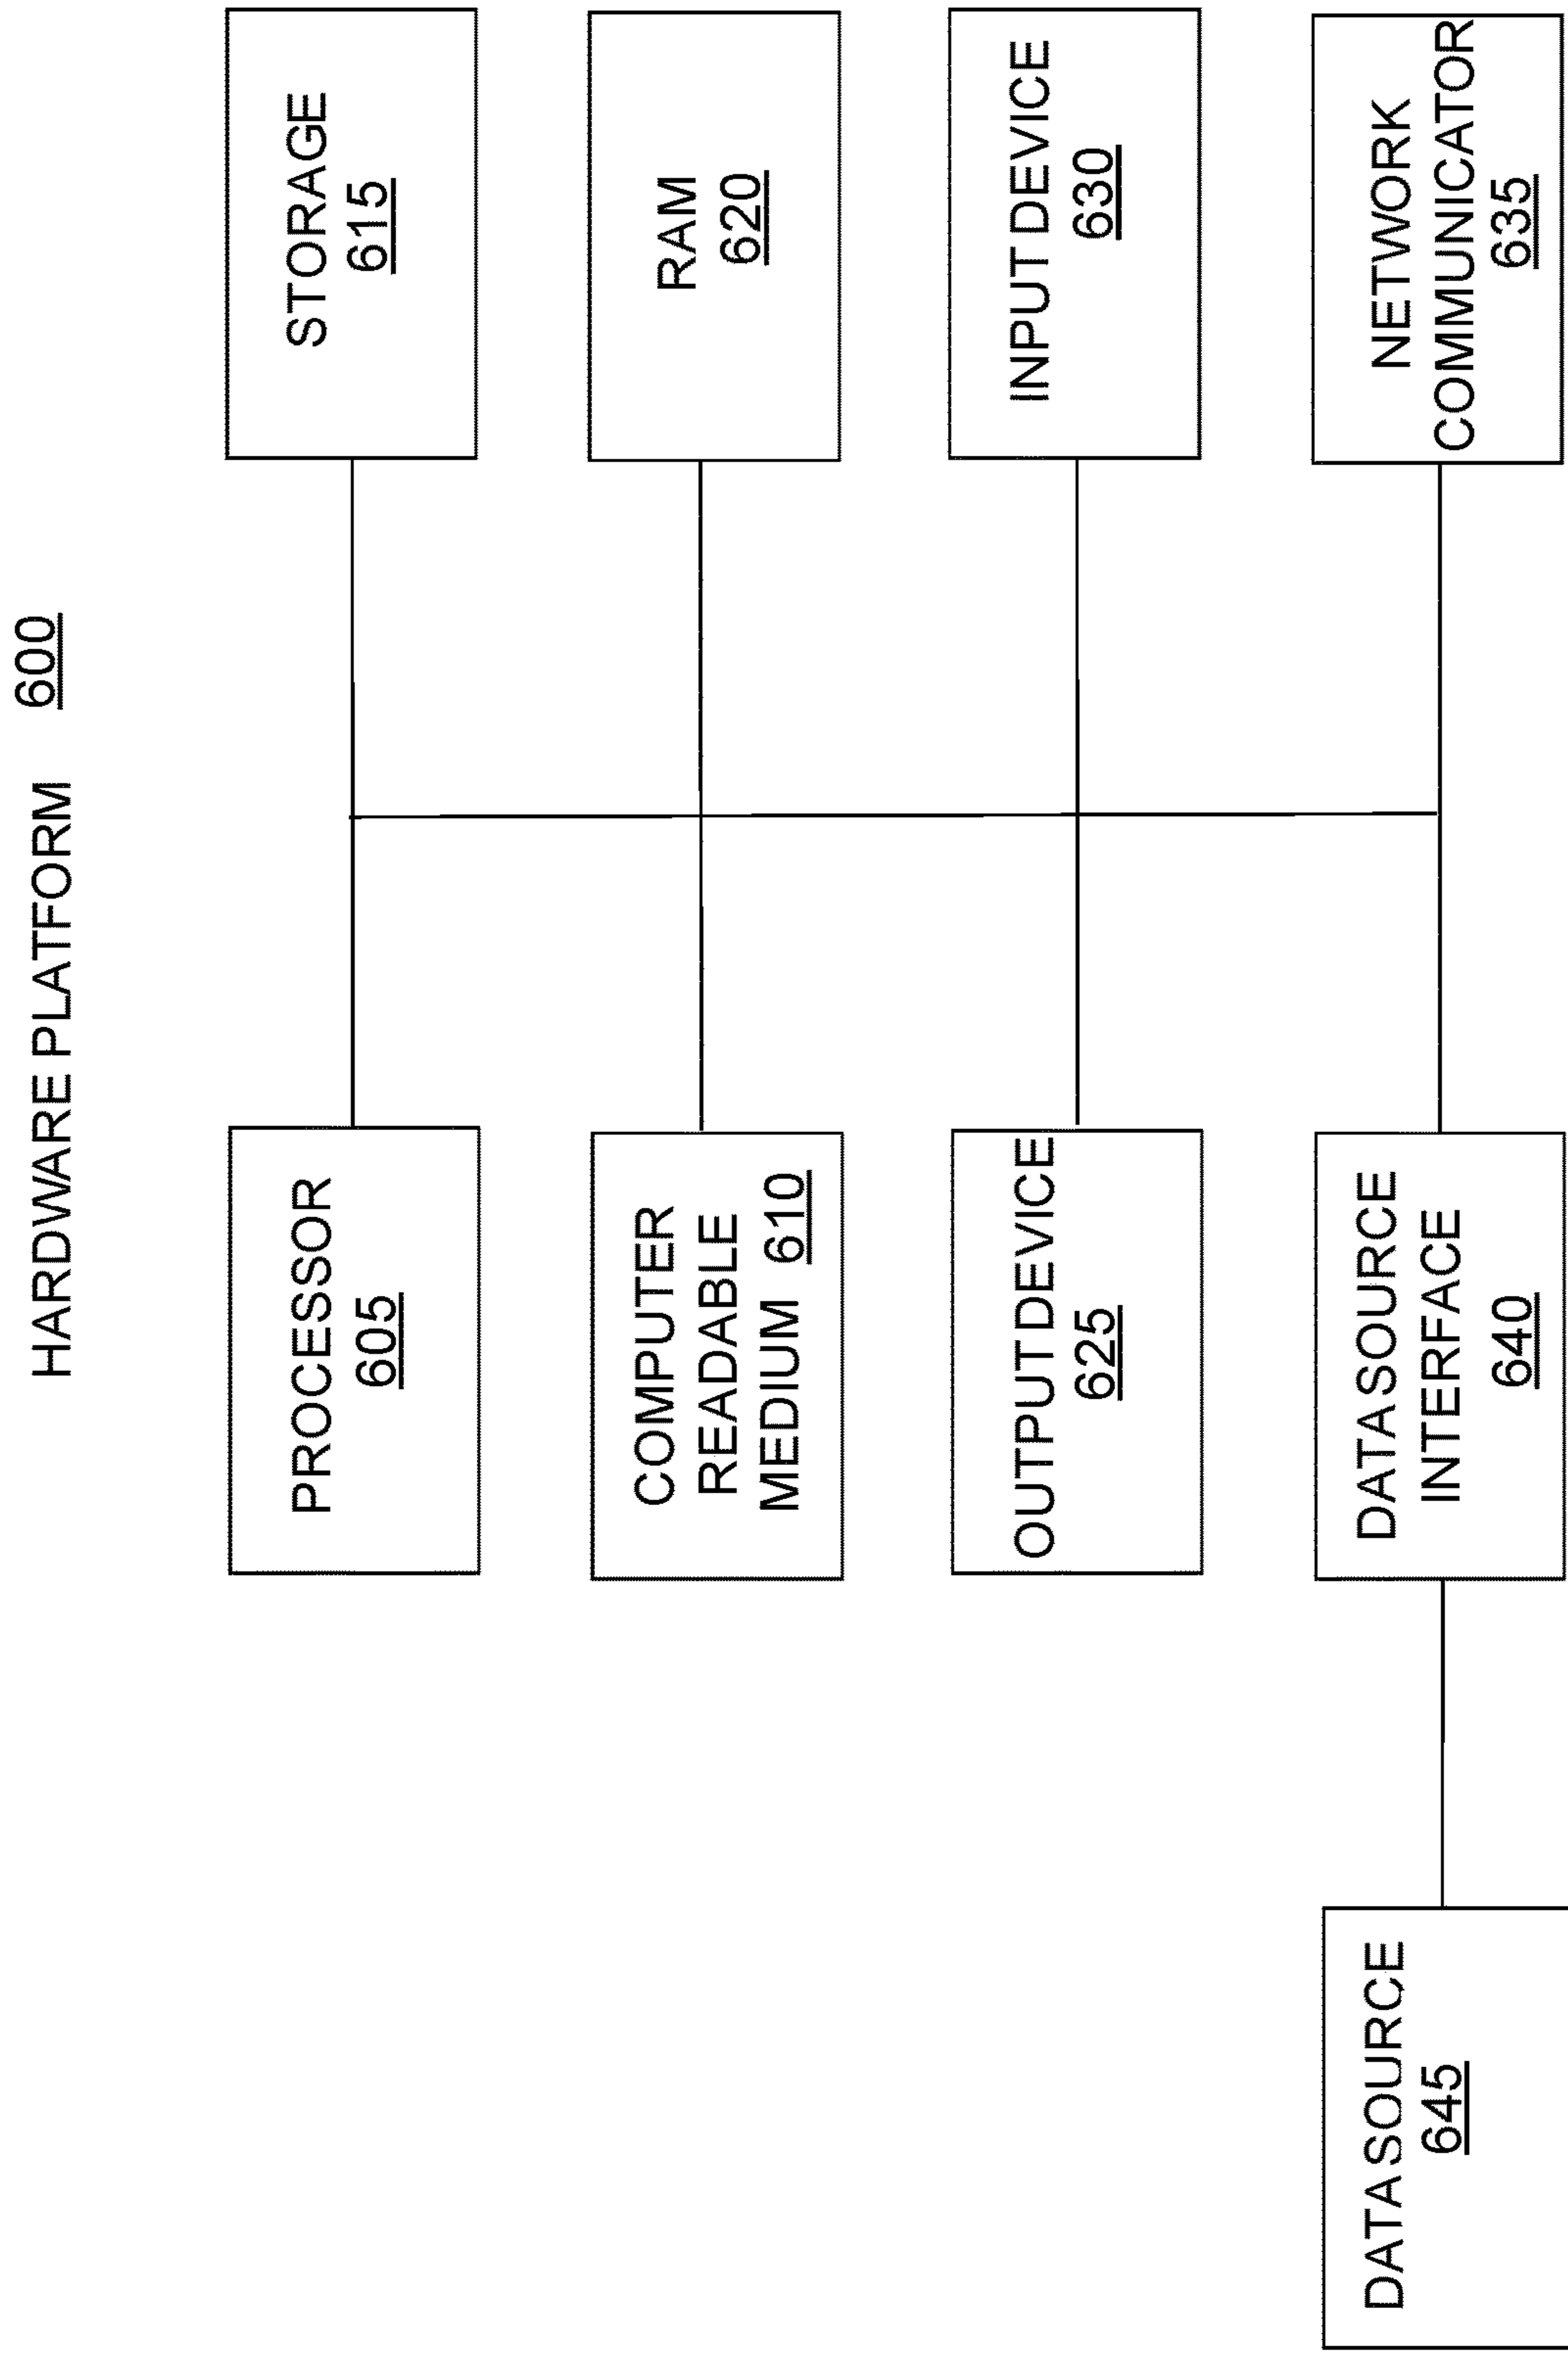 HARDWARE PLATFORM 600
PROCESSOR
605
STORAGE
615
COMPUTER
READABLE
MEDIUM 610
RAM
620
OUTPUT DEVICE
625
INPUT DEVICE
630
DATA SOURCE
645
DATA SOURCE
INTERFACE
640
NETWORK
COMMUNICATOR
635